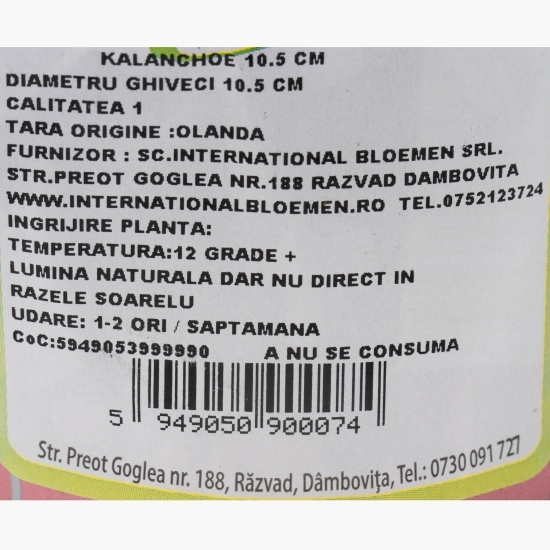 KALANCHOE 10.5 CM
DIAMETRU GHIVECI 10.5 CM
CALITATEA 1
TARA ORIGINE :OLANDA
FURNIZOR : SC.INTERNATIONAL BLOEMEN SRL.
STR.PREOT GOGLEA NR.188 RAZVAD DAMBOVITA
WWW.INTERNATIONALBLOEMEN.RO TEL.0752123724
INGRIJIRE PLANTA:
TEMPERATURA:12 GRADE +
LUMINA NATURALA DAR NU DIRECT IN
RAZELE SOARELU
UDARE: 1-2 ORI / SAPTAMANA
CoC:5949053999990 A NU SE CONSUMA
5 949050 900074
Str. Preot Goglea nr. 188, Răzvad, Dâmboviţa, Tel.: 0730 091 727